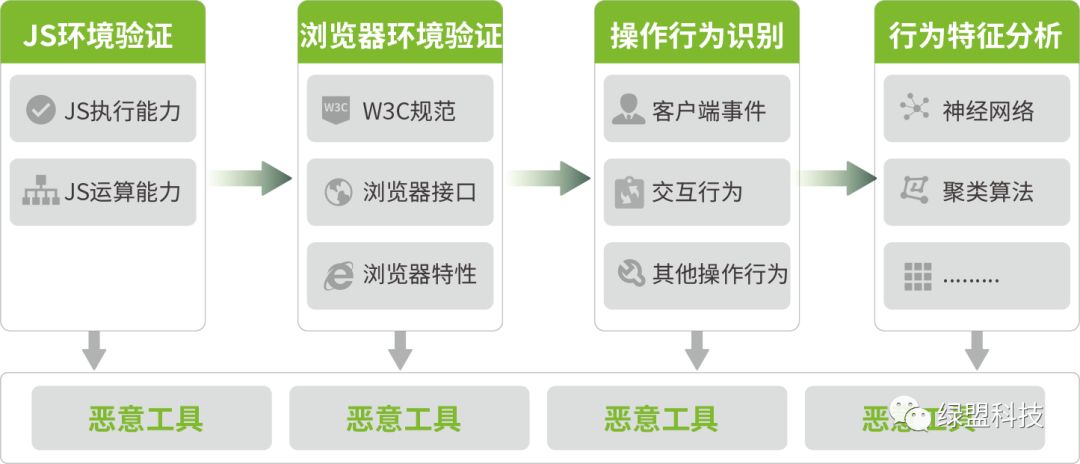 JS环境验证
JS执行能力
JS运算能力
浏览器环境验证
W3C
W3C规范
浏览器接口
浏览器特性
操作行为识别
客户端事件
交互行为
其他操作行为
行为特征分析
神经网络
聚类算法
.........
恶意工具
恶意工具
恶意工具
恶意工具
绿盟科技